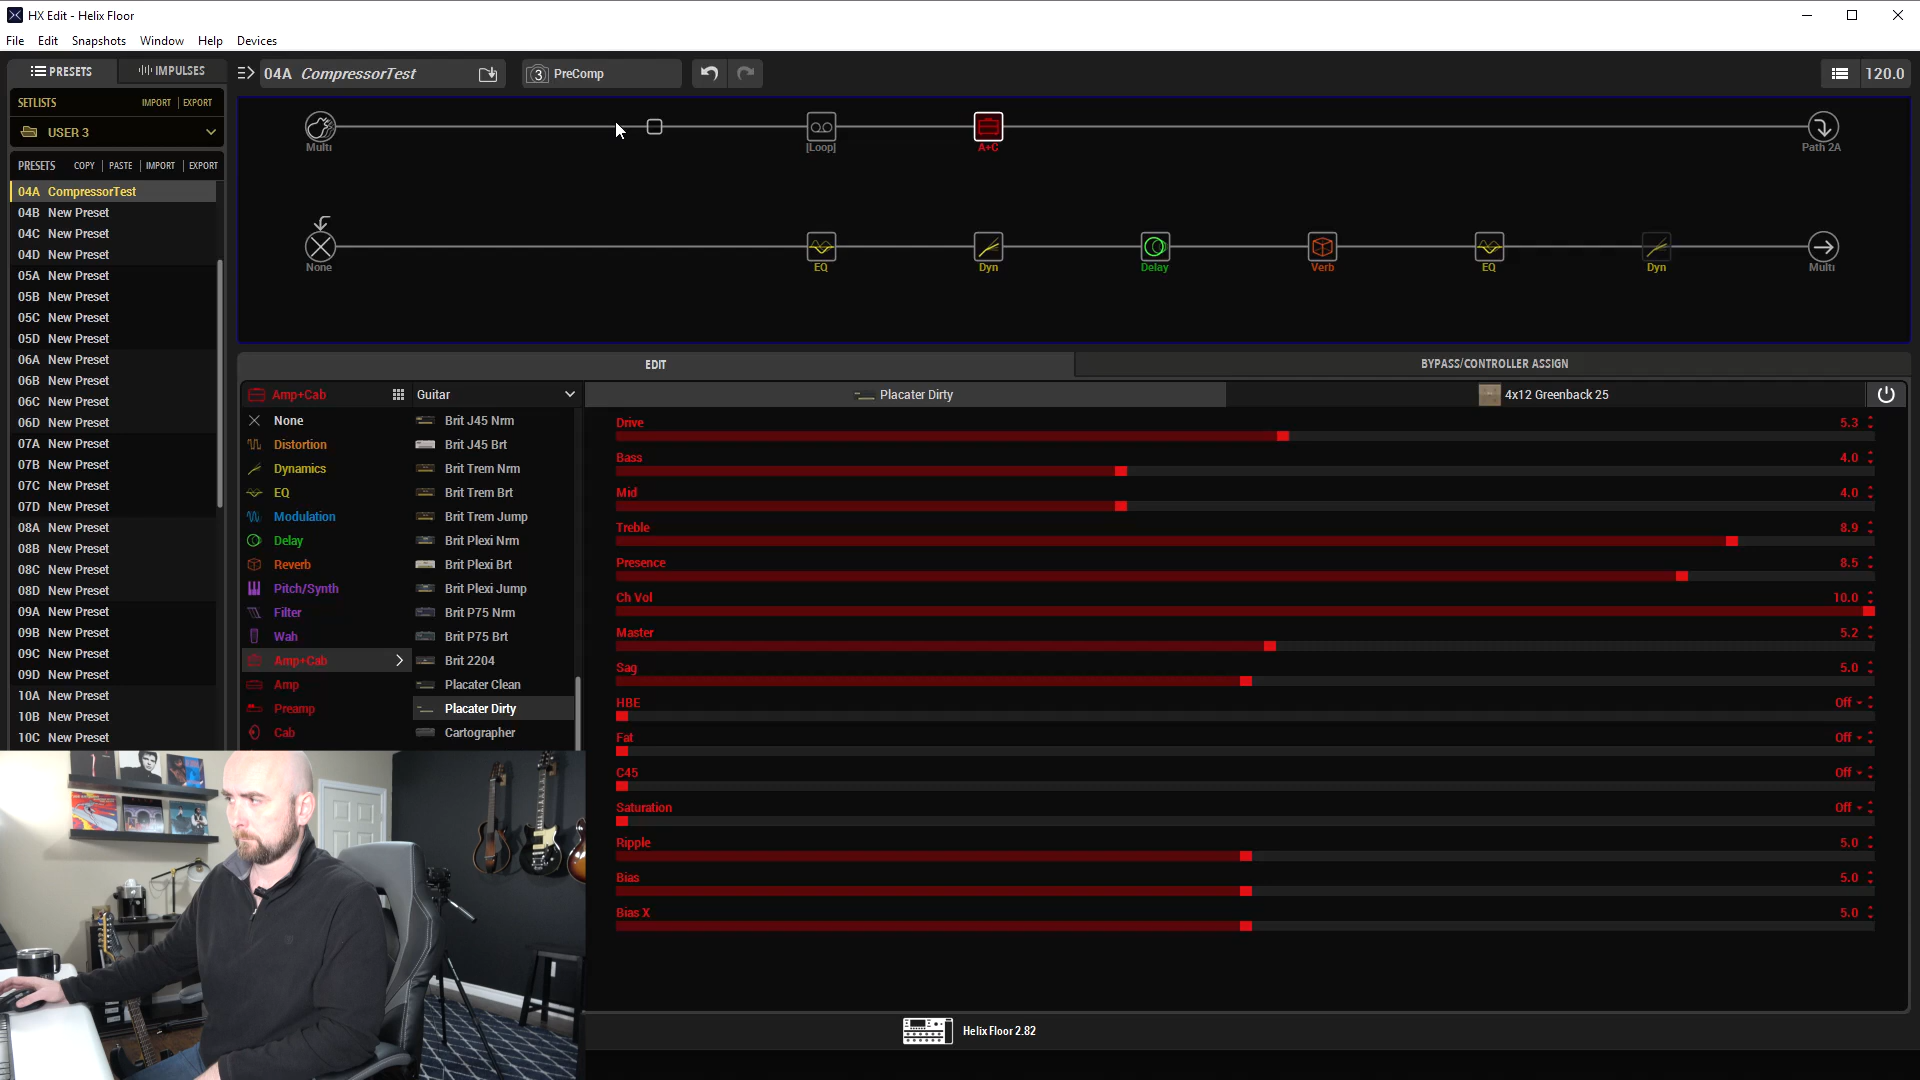 HX Edit - Helix Floor
File Edit Snapshots Window Help Devices
PRESETS IMPULSES
04A CompressorTest
3 PreComp
120.0
SETLISTS IMPORT | EXPORT
USER 3
PRESETS COPY | PASTE | IMPORT | EXPORT
04A CompressorTest
04B New Preset
04C New Preset
04D New Preset
05A New Preset
05B New Preset
05C New Preset
05D New Preset
06A New Preset
06B New Preset
06C New Preset
06D New Preset
07A New Preset
07B New Preset
07C New Preset
07D New Preset
08A New Preset
08B New Preset
08C New Preset
08D New Preset
09A New Preset
09B New Preset
09C New Preset
09D New Preset
10A New Preset
10B New Preset
10C New Preset
Multi [Loop] A+C Path 2A
None EQ Dyn Delay Verb EQ Dyn Multi
EDIT BYPASS/CONTROLLER ASSIGN
Amp+Cab Guitar
None
Distortion
Dynamics
EQ
Modulation
Delay
Reverb
Pitch/Synth
Filter
Wah
Amp+Cab
Amp
Preamp
Cab
Brit J45 Nrm
Brit J45 Brt
Brit Trem Nrm
Brit Trem Brt
Brit Trem Jump
Brit Plexi Nrm
Brit Plexi Brt
Brit Plexi Jump
Brit P75 Nrm
Brit P75 Brt
Brit 2204
Placater Clean
Placater Dirty
Cartographer
Placater Dirty 4x12 Greenback 25
Drive 5.3
Bass 4.0
Mid 4.0
Treble 8.9
Presence 8.5
Ch Vol 10.0
Master 5.2
Sag 5.0
HBE Off
Fat Off
C45 Off
Saturation Off
Ripple 5.0
Bias 5.0
Bias X 5.0
Helix Floor 2.82